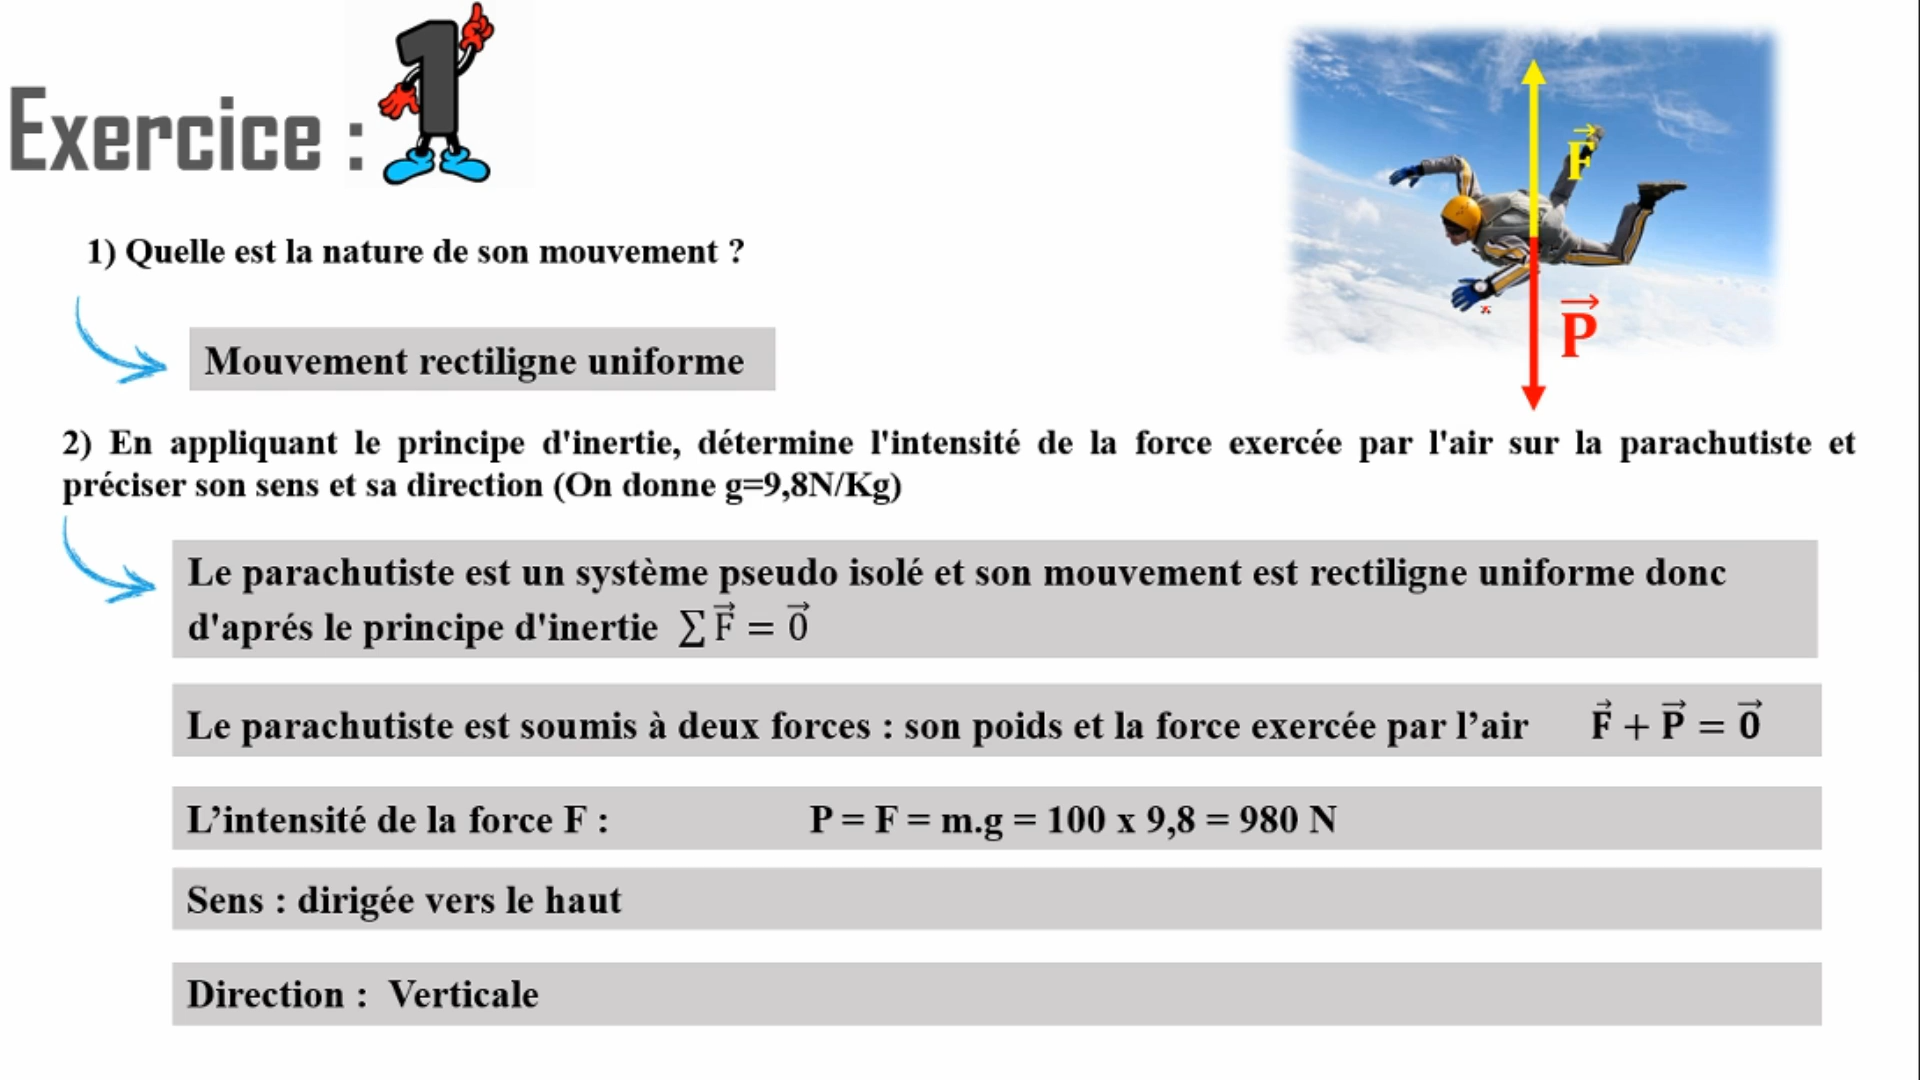 Exercice : 1
F
P
1) Quelle est la nature de son mouvement ?
Mouvement rectiligne uniforme
2) En appliquant le principe d'inertie, détermine l'intensité de la force exercée par l'air sur la parachutiste et
préciser son sens et sa direction (On donne g=9,8N/Kg)
Le parachutiste est un système pseudo isolé et son mouvement est rectiligne uniforme donc
d'aprés le principe d'inertie ∑F⃗ = 0⃗
Le parachutiste est soumis à deux forces : son poids et la force exercée par l’air F⃗ + P⃗ = 0⃗
L’intensité de la force F : P = F = m.g = 100 x 9,8 = 980 N
Sens : dirigée vers le haut
Direction : Verticale